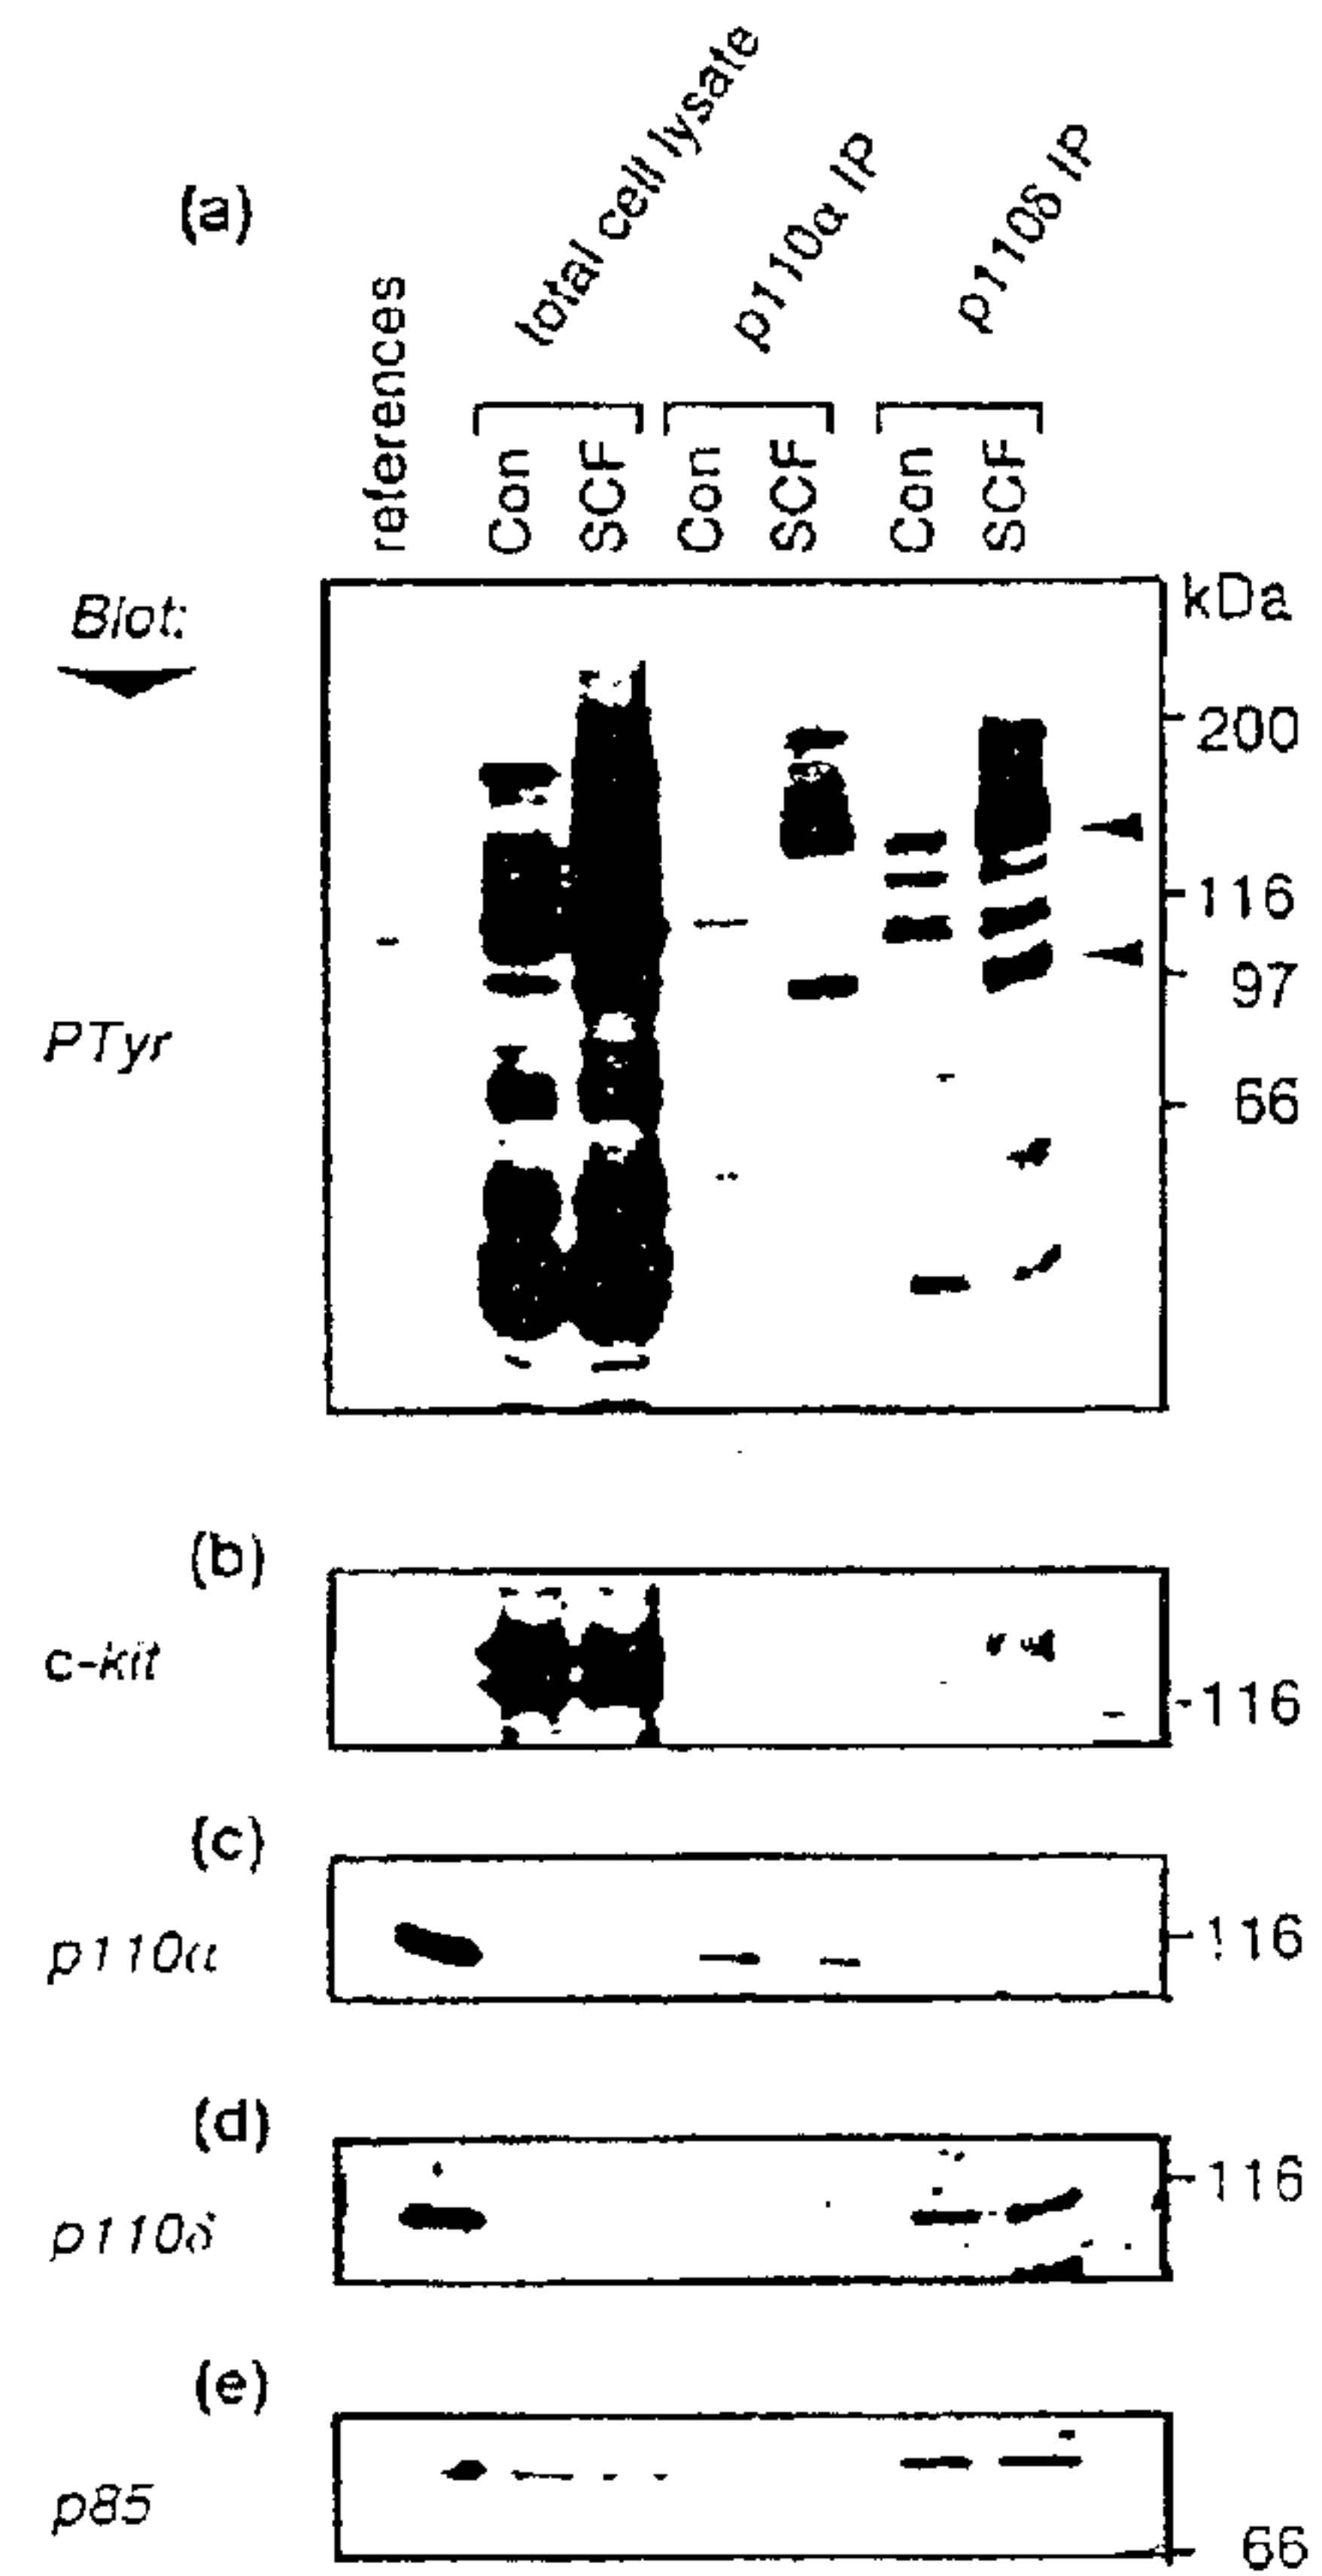 (a)
references
total cell lysate
p110α IP
p110δ IP
Con
SCF
Con
SCF
Con
SCF
Blot:
kDa
200
116
97
66
PTyr
(b)
c-kit
116
(c)
p110α
116
(d)
p110δ
116
(e)
p85
66